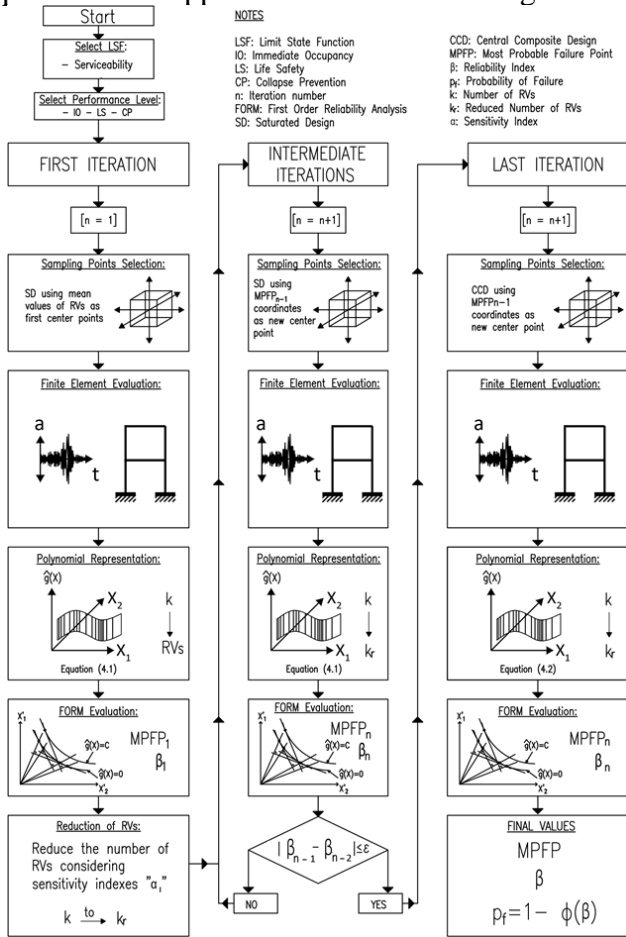 Start
Select LSF:
- Serviceability
Select Performance Level:
- IO - LS - CP
NOTES
LSF: Limit State Function
IO: Immediate Occupancy
LS: Life Safety
CP: Collapse Prevention
n: Iteration number
FORM: First Order Reliability Analysis
SD: Saturated Design
CCD: Central Composite Design
MPFP: Most Probable Failure Point
β: Reliability Index
pf: Probability of Failure
k: Number of RVs
kr: Reduced Number of RVs
α: Sensitivity Index
FIRST ITERATION
[n = 1]
Sampling Points Selection:
SD using mean
values of RVs as
first center points
Finite Element Evaluation:
a
t
Polynomial Representation:
ĝ(X)
X2
X1
k
RVs
Equation (4.1)
FORM Evaluation:
X'1
MPFP1
β1
ĝ(X)=C
ĝ(X)=0
X'2
Reduction of RVs:
Reduce the number of
RVs considering
sensitivity indexes "αi"
k to kr
INTERMEDIATE
ITERATIONS
[n = n+1]
Sampling Points Selection:
SD using
MPFPn-1
coordinates
as new center
point
Finite Element Evaluation:
a
t
Polynomial Representation:
ĝ(X)
X2
X1
k
kr
Equation (4.1)
FORM Evaluation:
X'1
MPFPn
βn
ĝ(X)=C
ĝ(X)=0
X'2
| βn-1 - βn-2|≤ε
NO
YES
LAST ITERATION
[n = n+1]
Sampling Points Selection:
CCD using
MPFPn-1
coordinates
as new
center point
Finite Element Evaluation:
a
t
Polynomial Representation:
ĝ(X)
X2
X1
k
kr
Equation (4.2)
FORM Evaluation:
X'1
MPFPn
βn
ĝ(X)=C
ĝ(X)=0
X'2
FINAL VALUES
MPFP
β
pf=1- ϕ(β)